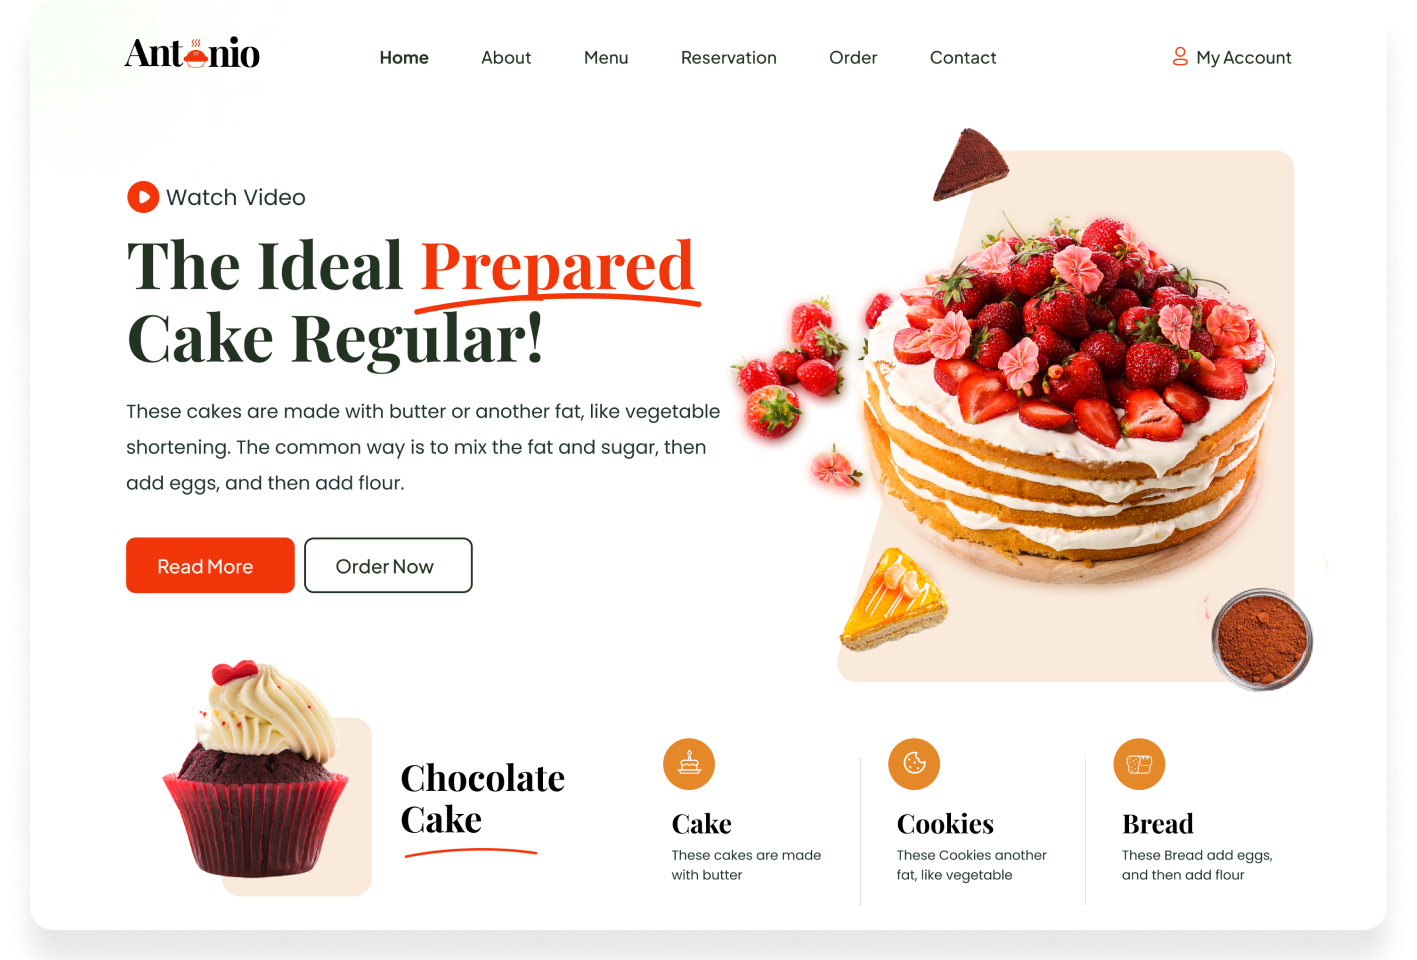 Antonio
Home About Menu Reservation Order Contact
My Account
Watch Video
The Ideal Prepared
Cake Regular!
These cakes are made with butter or another fat, like vegetable
shortening. The common way is to mix the fat and sugar, then
add eggs, and then add flour.
Read More
Order Now
Chocolate
Cake
Cake
These cakes are made
with butter
Cookies
These Cookies another
fat, like vegetable
Bread
These Bread add eggs,
and then add flour